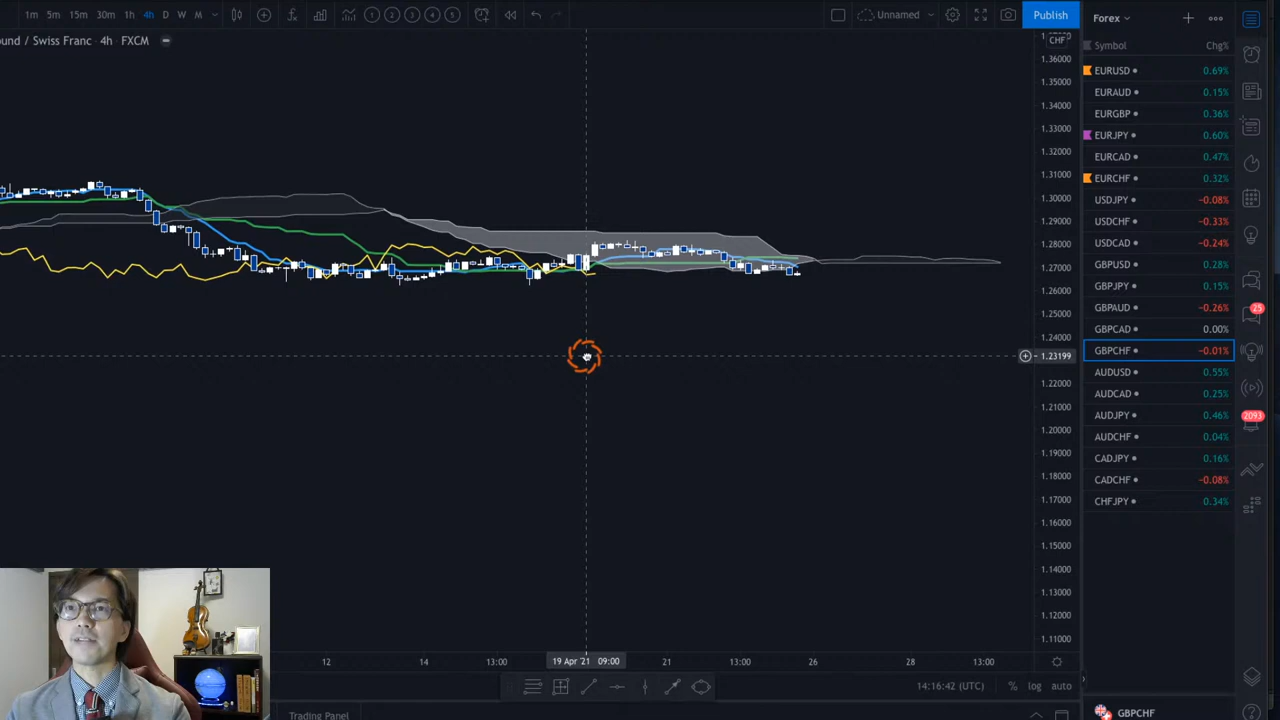 1m 5m 15m 30m 1h 4h D W M
1 2 3 4 5
Unnamed
Publish
ound / Swiss Franc · 4h · FXCM
CHF
1.36000
1.35000
1.34000
1.33000
1.32000
1.31000
1.30000
1.29000
1.28000
1.27000
1.26000
1.25000
1.24000
1.23199
1.22000
1.21000
1.20000
1.19000
1.18000
1.17000
1.16000
1.15000
1.14000
1.13000
1.12000
1.11000
12 14 13:00 19 Apr '21 09:00 21 13:00 26 28 13:00
14:16:42 (UTC) % log auto
Trading Panel
Forex
Symbol Chg%
EURUSD 0.69%
EURAUD 0.15%
EURGBP 0.36%
EURJPY 0.60%
EURCAD 0.47%
EURCHF 0.32%
USDJPY −0.08%
USDCHF −0.33%
USDCAD −0.24%
GBPUSD 0.28%
GBPJPY 0.15%
GBPAUD −0.26%
GBPCAD 0.00%
GBPCHF −0.01%
AUDUSD 0.55%
AUDCAD 0.25%
AUDJPY 0.46%
AUDCHF 0.04%
CADJPY 0.16%
CADCHF −0.08%
CHFJPY 0.34%
GBPCHF
25
2093